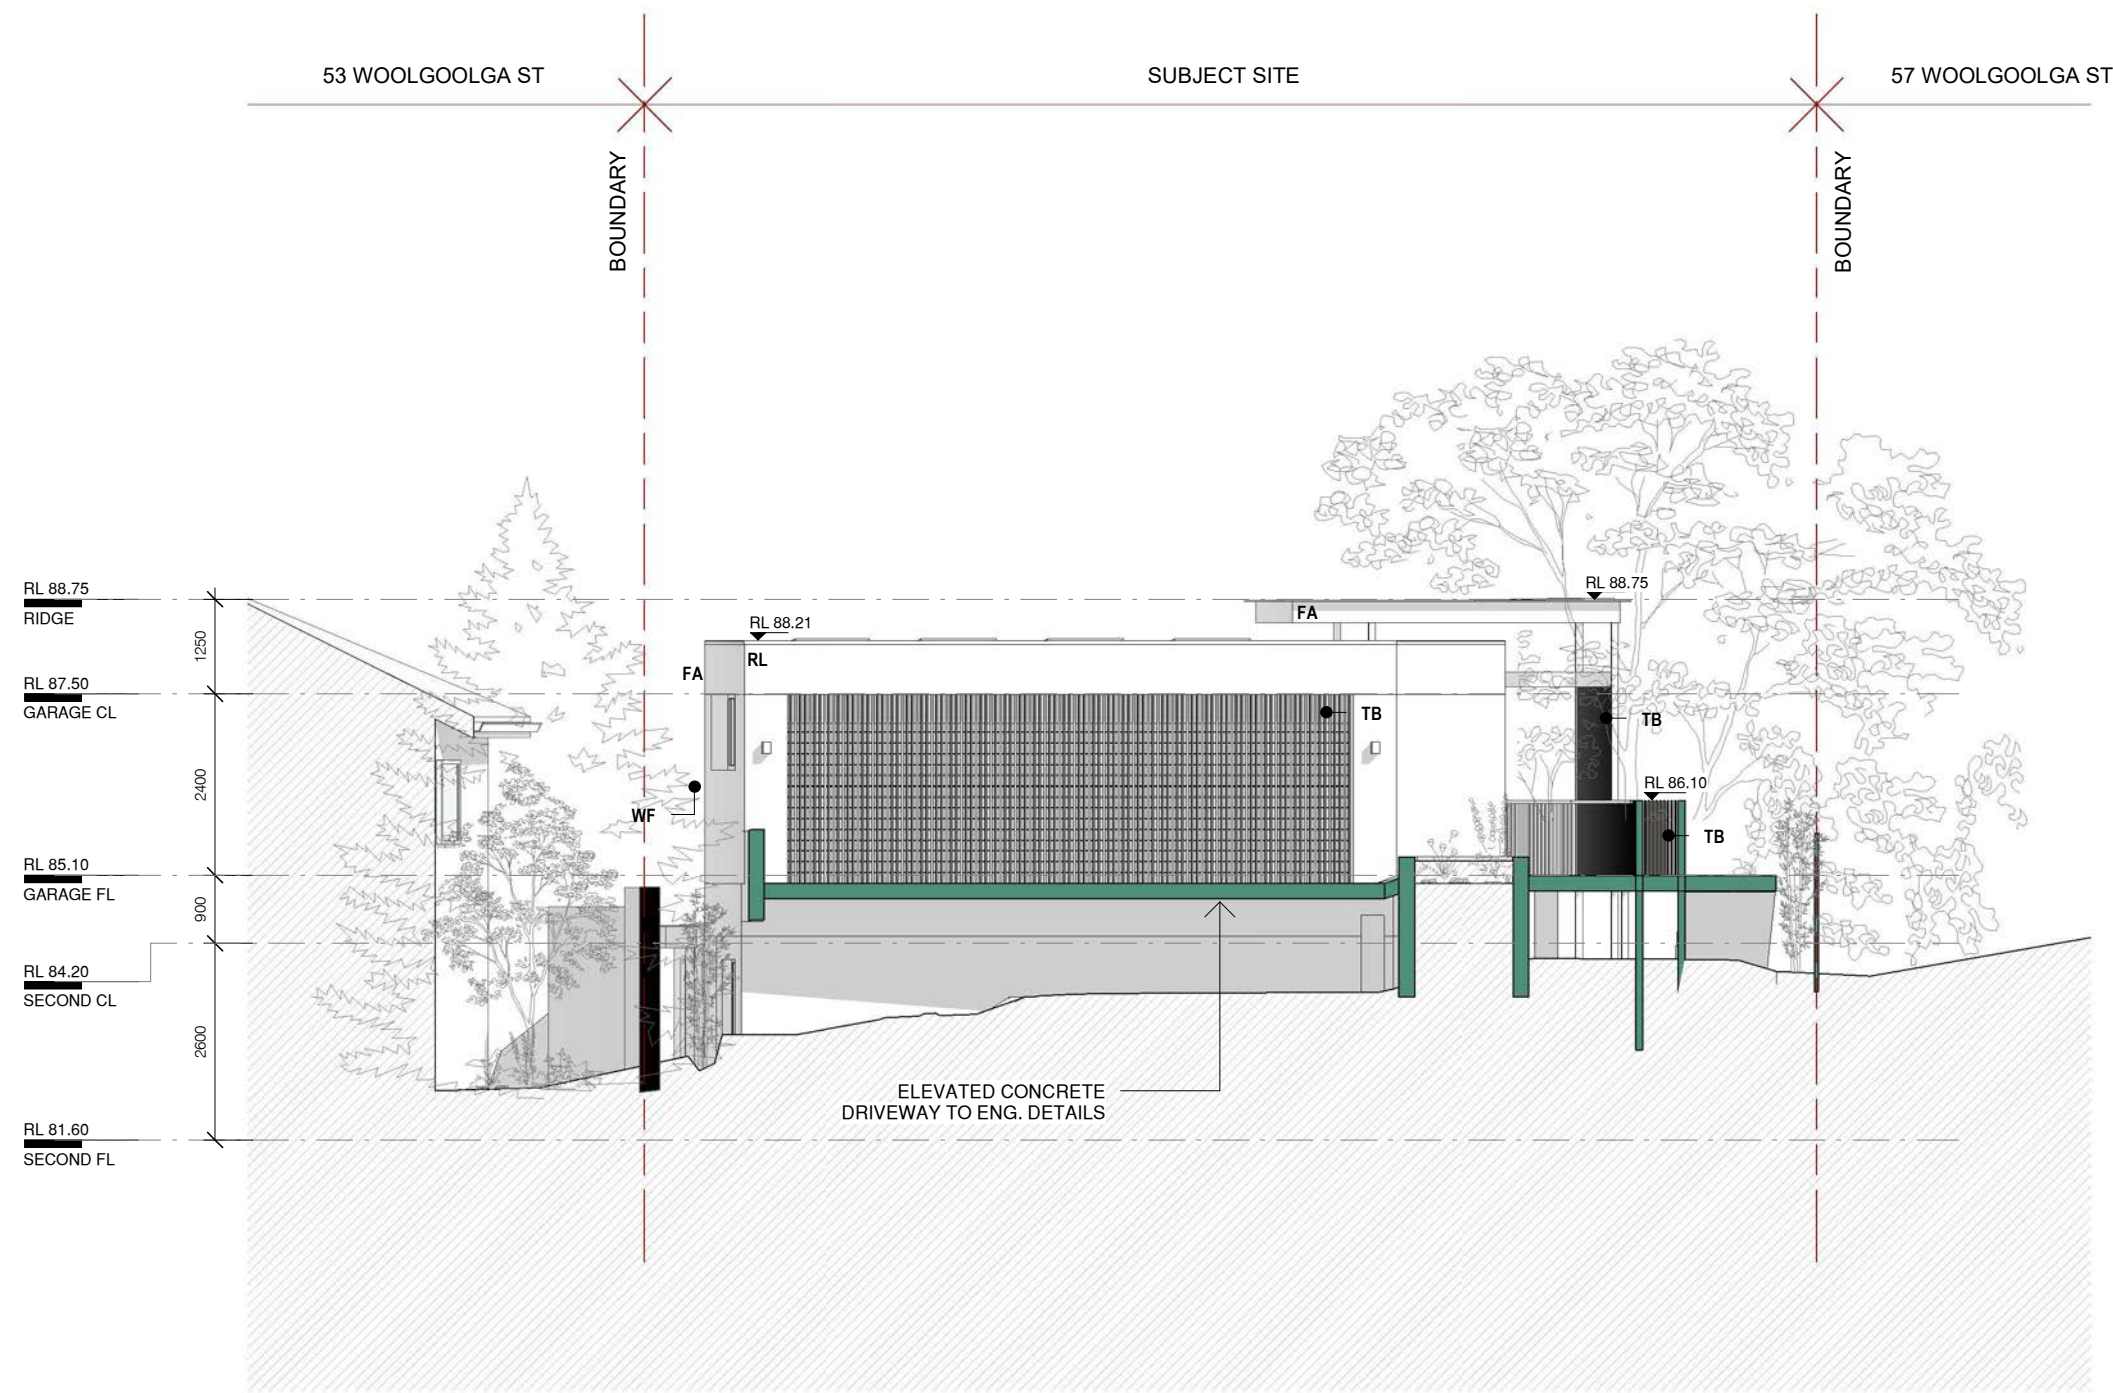 53 WOOLGOOLGA ST
SUBJECT SITE
57 WOOLGOOLGA ST
BOUNDARY
BOUNDARY
RL 88.75
RIDGE
1250
RL 87.50
GARAGE CL
2400
RL 85.10
GARAGE FL
900
RL 84.20
SECOND CL
2600
RL 81.60
SECOND FL
RL 88.75
FA
RL 88.21
RL
FA
TB
TB
RL 86.10
WF
TB
ELEVATED CONCRETE
DRIVEWAY TO ENG. DETAILS